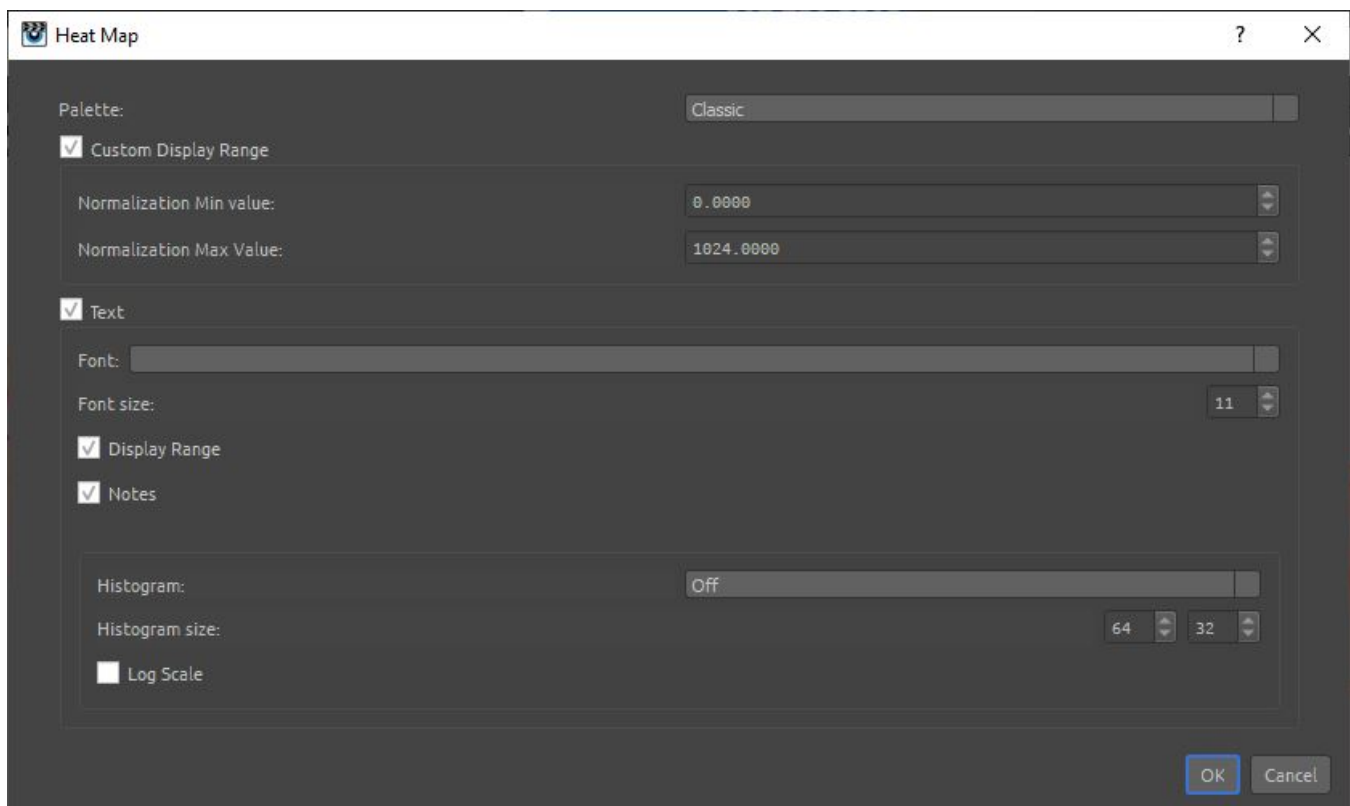 Heat Map ?
Palette: Classic
Custom Display Range
Normalization Min value: 0.0000
Normalization Max Value: 1024.0000
Text
Font:
Font size: 11
Display Range
Notes
Histogram: Off
Histogram size: 64 32
Log Scale
OK Cancel